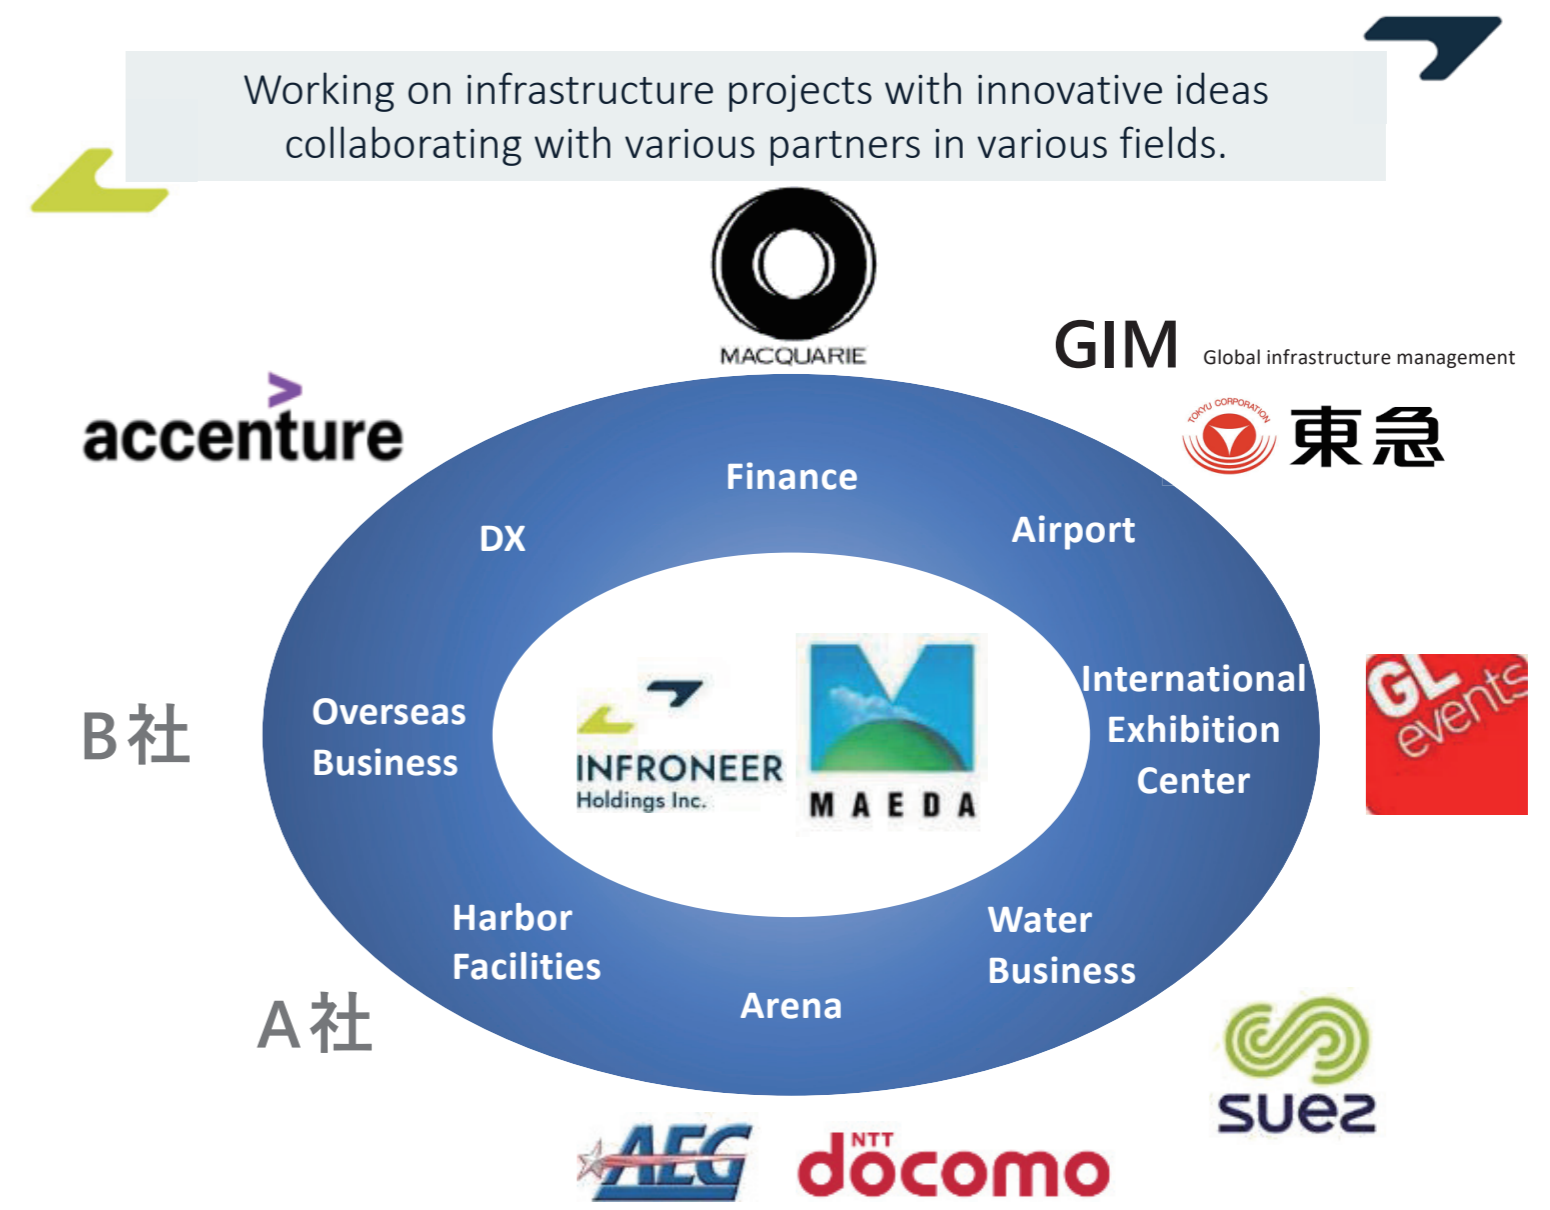 Working on infrastructure projects with innovative ideas
collaborating with various partners in various fields.
MACQUARIE
GIM Global infrastructure management
TOKYU CORPORATION
東急
accenture
Finance
DX
Airport
International
Exhibition
Center
GL
events
Overseas
Business
B社
INFRONEER
Holdings Inc.
MAEDA
Harbor
Facilities
Water
Business
Arena
A社
suez
AEG
NTT
docomo